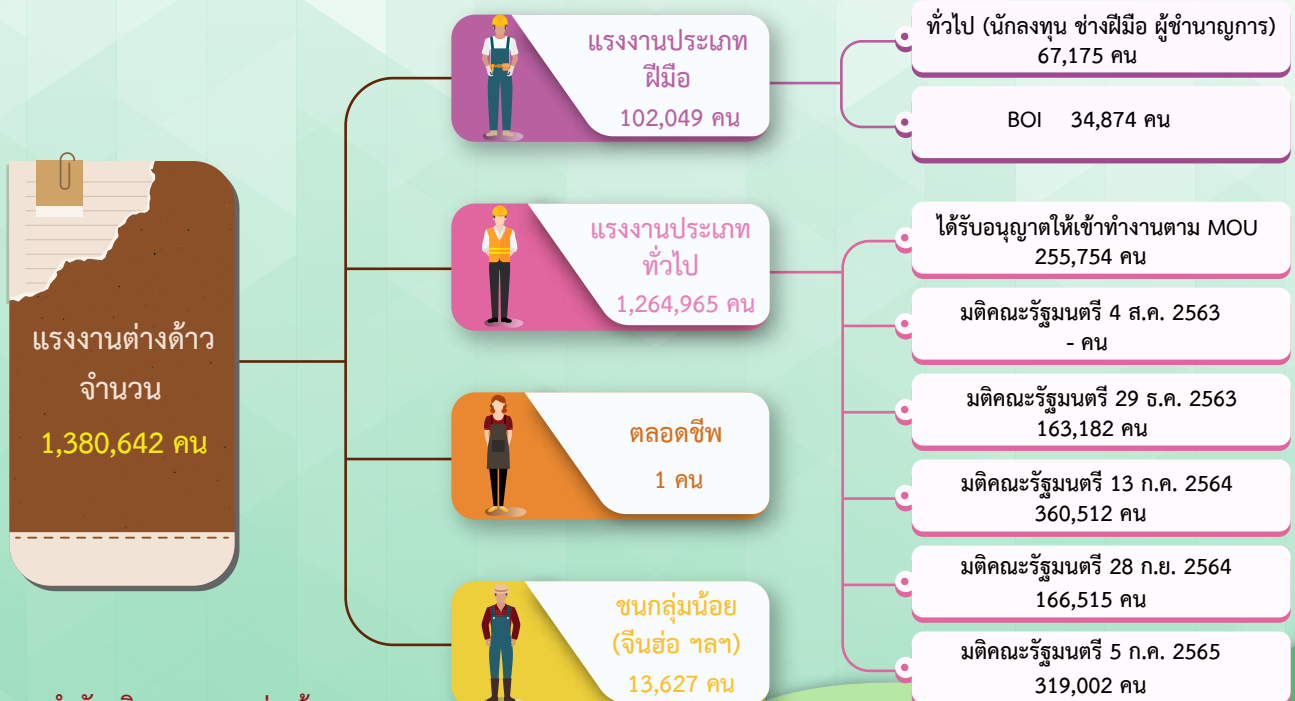 แรงงานต่างด้าว
จำนวน
1,380,642 คน
แรงงานประเภท
ฝีมือ
102,049 คน
ทั่วไป (นักลงทุน ช่างฝีมือ ผู้ชำนาญการ)
67,175 คน
BOI 34,874 คน
แรงงานประเภท
ทั่วไป
1,264,965 คน
ได้รับอนุญาตให้เข้าทำงานตาม MOU
255,754 คน
มติคณะรัฐมนตรี 4 ส.ค. 2563
- คน
มติคณะรัฐมนตรี 29 ธ.ค. 2563
163,182 คน
มติคณะรัฐมนตรี 13 ก.ค. 2564
360,512 คน
มติคณะรัฐมนตรี 28 ก.ย. 2564
166,515 คน
มติคณะรัฐมนตรี 5 ก.ค. 2565
319,002 คน
ตลอดชีพ
1 คน
ชนกลุ่มน้อย
(จีนฮ่อ ฯลฯ)
13,627 คน